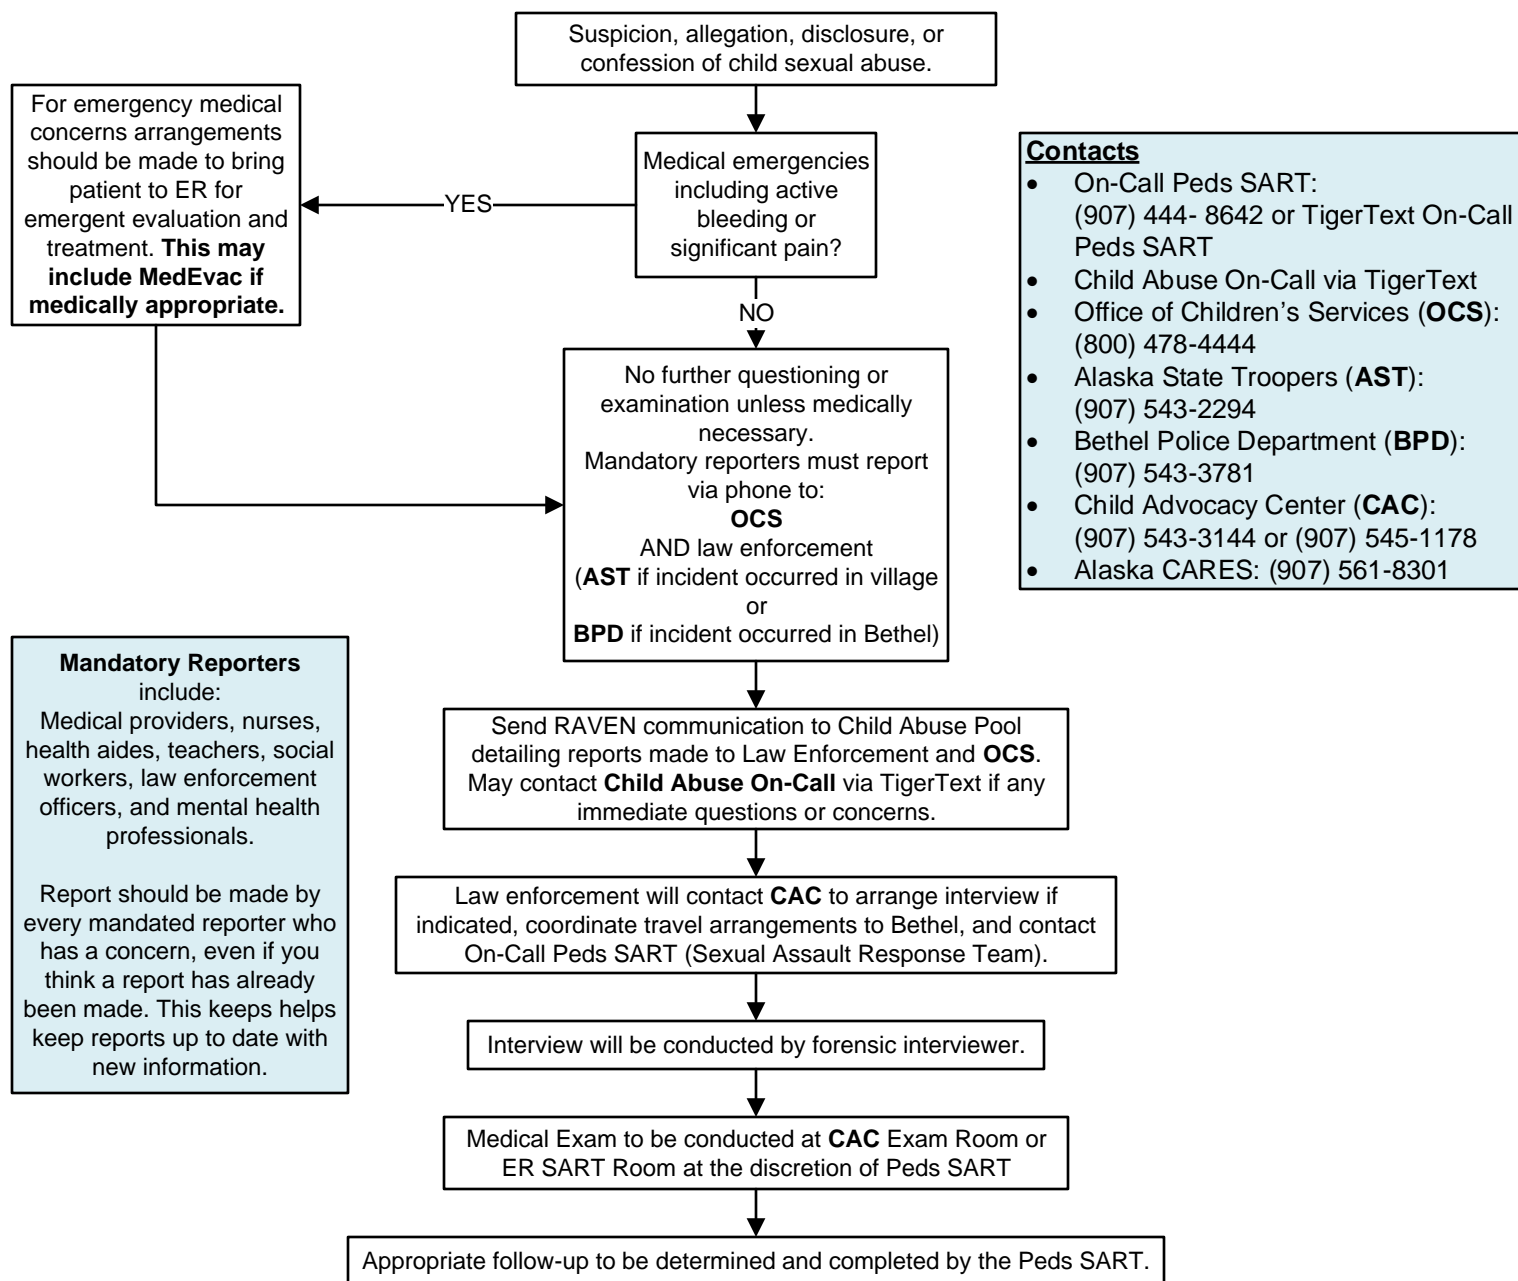 Suspicion, allegation, disclosure, or
confession of child sexual abuse.
For emergency medical
concerns arrangements
should be made to bring
patient to ER for
emergent evaluation and
treatment. This may
include MedEvac if
medically appropriate.
YES
Medical emergencies
including active
bleeding or
significant pain?
NO
Contacts
• On-Call Peds SART:
(907) 444- 8642 or TigerText On-Call
Peds SART
• Child Abuse On-Call via TigerText
• Office of Children’s Services (OCS):
(800) 478-4444
• Alaska State Troopers (AST):
(907) 543-2294
• Bethel Police Department (BPD):
(907) 543-3781
• Child Advocacy Center (CAC):
(907) 543-3144 or (907) 545-1178
• Alaska CARES: (907) 561-8301
No further questioning or
examination unless medically
necessary.
Mandatory reporters must report
via phone to:
OCS
AND law enforcement
(AST if incident occurred in village
or
BPD if incident occurred in Bethel)
Mandatory Reporters
include:
Medical providers, nurses,
health aides, teachers, social
workers, law enforcement
officers, and mental health
professionals.
Report should be made by
every mandated reporter who
has a concern, even if you
think a report has already
been made. This keeps helps
keep reports up to date with
new information.
Send RAVEN communication to Child Abuse Pool
detailing reports made to Law Enforcement and OCS.
May contact Child Abuse On-Call via TigerText if any
immediate questions or concerns.
Law enforcement will contact CAC to arrange interview if
indicated, coordinate travel arrangements to Bethel, and contact
On-Call Peds SART (Sexual Assault Response Team).
Interview will be conducted by forensic interviewer.
Medical Exam to be conducted at CAC Exam Room or
ER SART Room at the discretion of Peds SART
Appropriate follow-up to be determined and completed by the Peds SART.